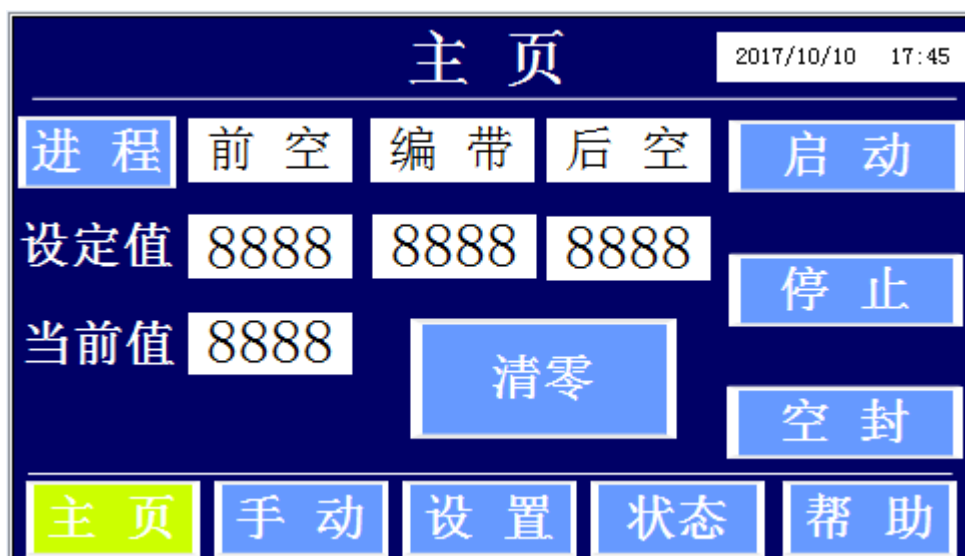 主 页 2017/10/10 17:45
进 程 前 空 编 带 后 空 启 动
设定值 8888 8888 8888
停 止
当前值 8888
清零
空 封
主 页 手 动 设 置 状态 帮 助